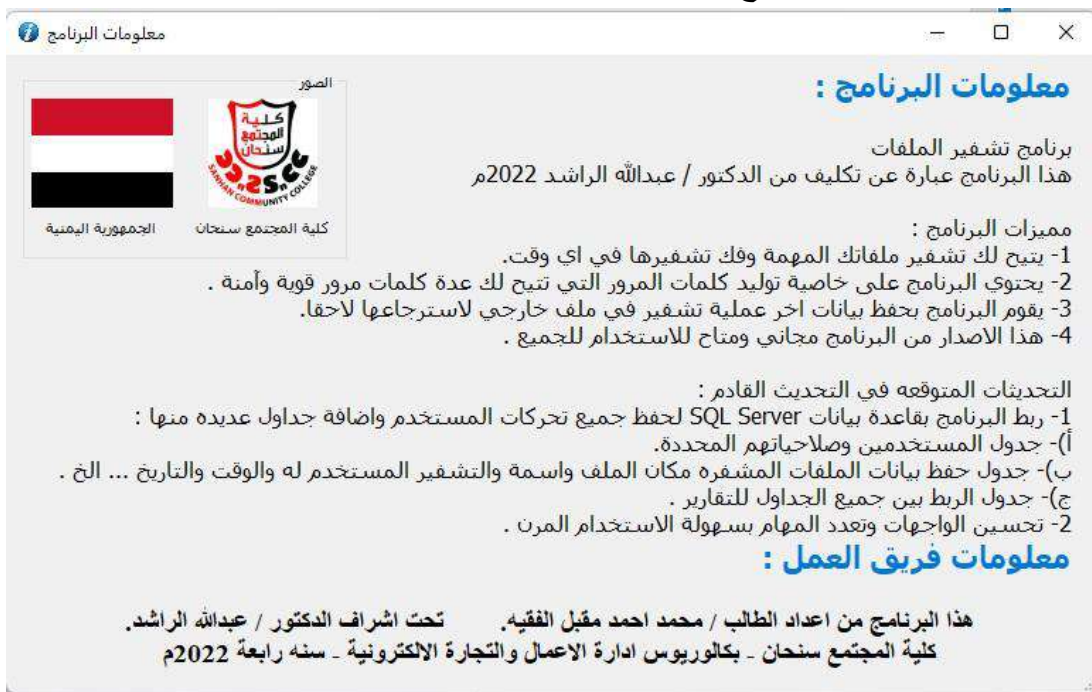 معلومات البرنامج
معلومات البرنامج :
الصور
كلية
المجتمع
سنحان
S.C.C
SANHAN COMMUNITY COLLEGE
كلية المجتمع سنحان
الجمهورية اليمنية
برنامج تشفير الملفات
هذا البرنامج عبارة عن تكليف من الدكتور / عبدالله الراشد 2022م
مميزات البرنامج :
1- يتيح لك تشفير ملفاتك المهمة وفك تشفيرها في اي وقت.
2- يحتوي البرنامج على خاصية توليد كلمات المرور التي تتيح لك عدة كلمات مرور قوية وآمنة .
3- يقوم البرنامج بحفظ بيانات اخر عملية تشفير في ملف خارجي لاسترجاعها لاحقا.
4- هذا الاصدار من البرنامج مجاني ومتاح للاستخدام للجميع .
التحديثات المتوقعه في التحديث القادم :
1- ربط البرنامج بقاعدة بيانات SQL Server لحفظ جميع تحركات المستخدم واضافة جداول عديده منها :
أ)- جدول المستخدمين وصلاحياتهم المحددة.
ب)- جدول حفظ بيانات الملفات المشفره مكان الملف واسمة والتشفير المستخدم له والوقت والتاريخ ... الخ .
ج)- جدول الربط بين جميع الجداول للتقارير .
2- تحسين الواجهات وتعدد المهام بسهولة الاستخدام المرن .
معلومات فريق العمل :
هذا البرنامج من اعداد الطالب / محمد احمد مقبل الفقيه. تحت اشراف الدكتور / عبدالله الراشد.
كلية المجتمع سنحان - بكالوريوس ادارة الاعمال والتجارة الالكترونية - سنه رابعة 2022م